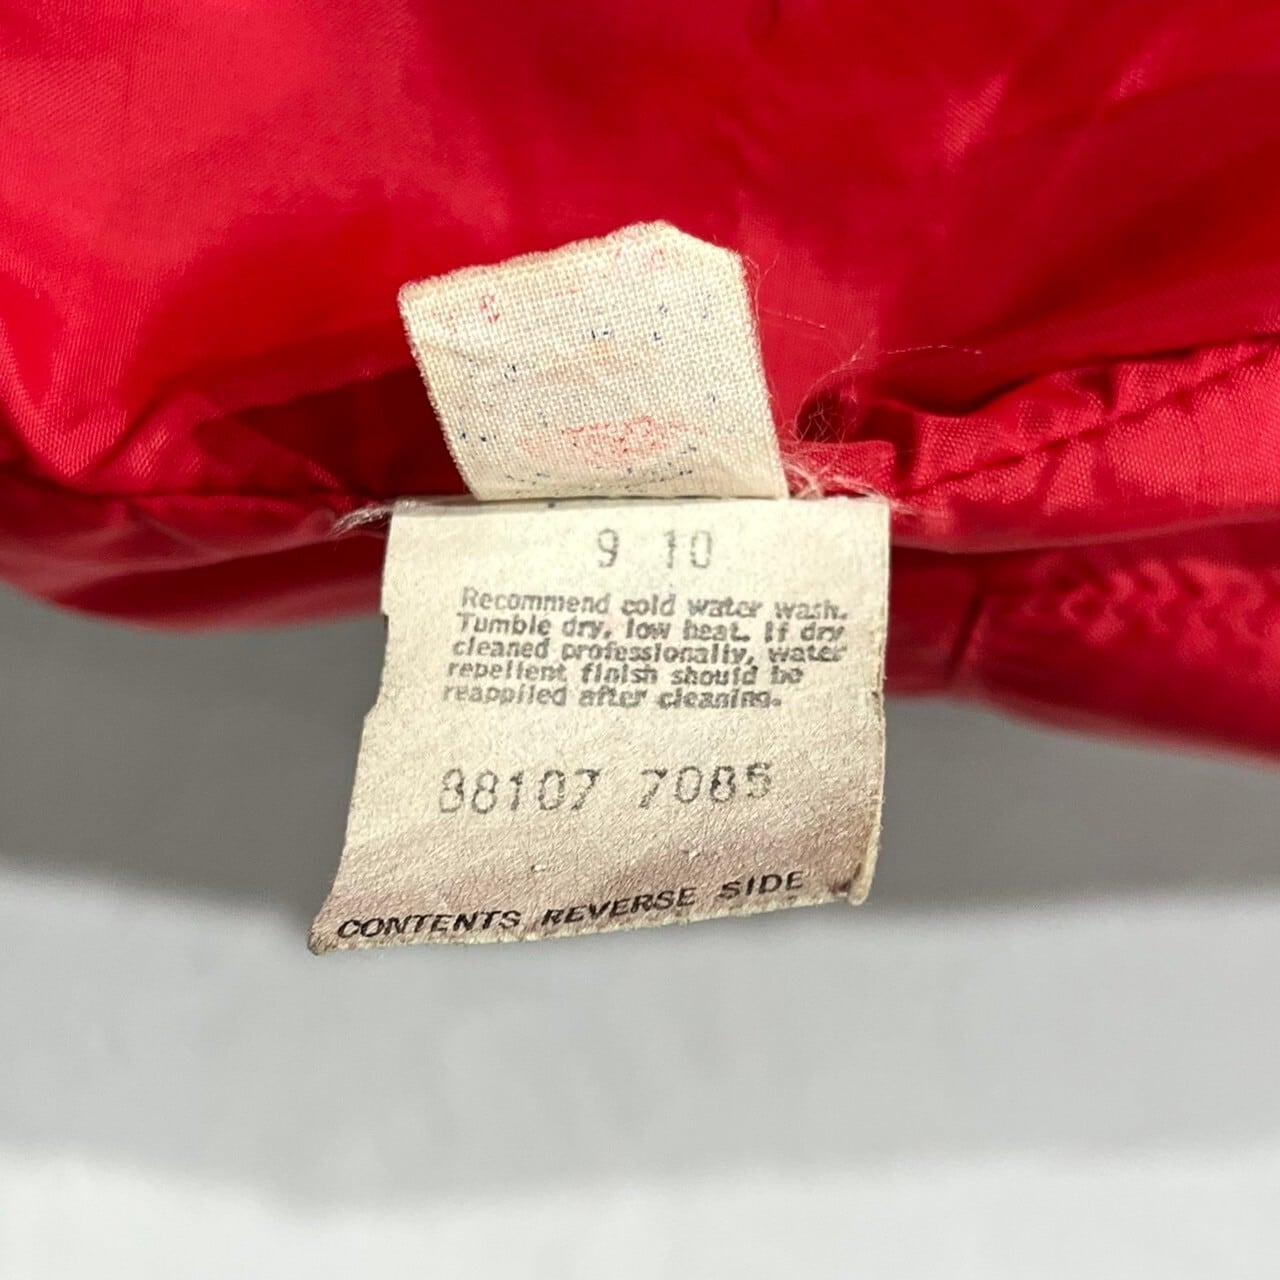 9 10
Recommend cold water wash.
Tumble dry, low heat. If dry
cleaned professionally, water
repellent finish should be
reapplied after cleaning.
88107 7085
CONTENTS REVERSE SIDE